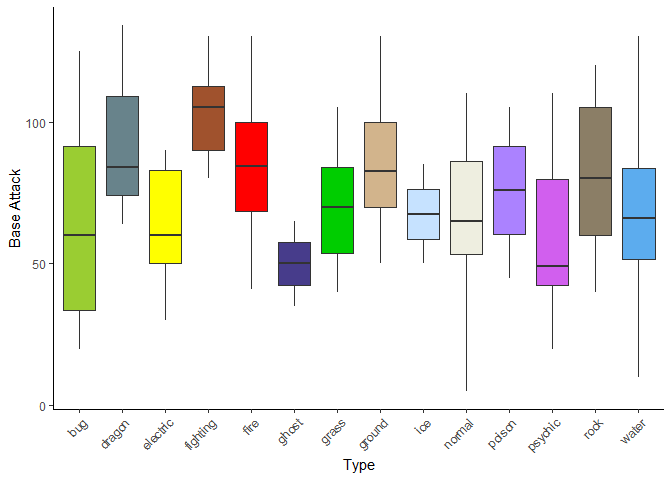 Base Attack
100
50
0
bug
dragon
electric
fighting
fire
ghost
grass
ground
ice
normal
poison
psychic
rock
water
Type